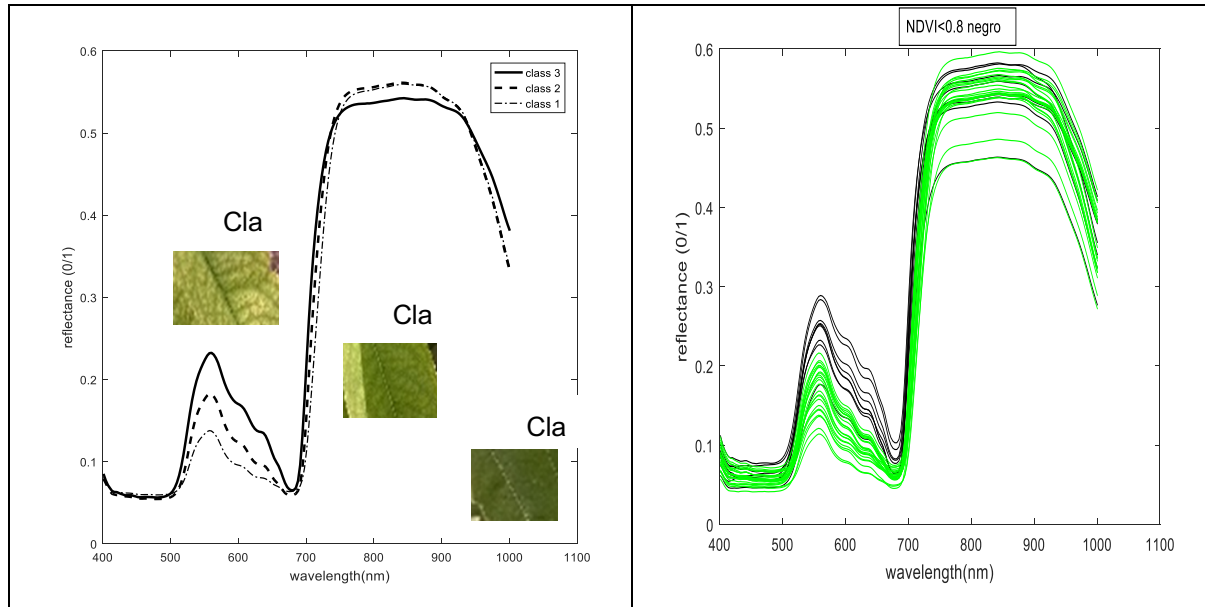 0.6
0.5
0.4
0.3
0.2
0.1
0
reflectance (0/1)
class 3
class 2
class 1
Cla
Cla
Cla
400 500 600 700 800 900 1000 1100
wavelength(nm)
NDVI<0.8 negro
0.6
0.5
0.4
0.3
0.2
0.1
0
reflectance (0/1)
400 500 600 700 800 900 1000 1100
wavelength(nm)